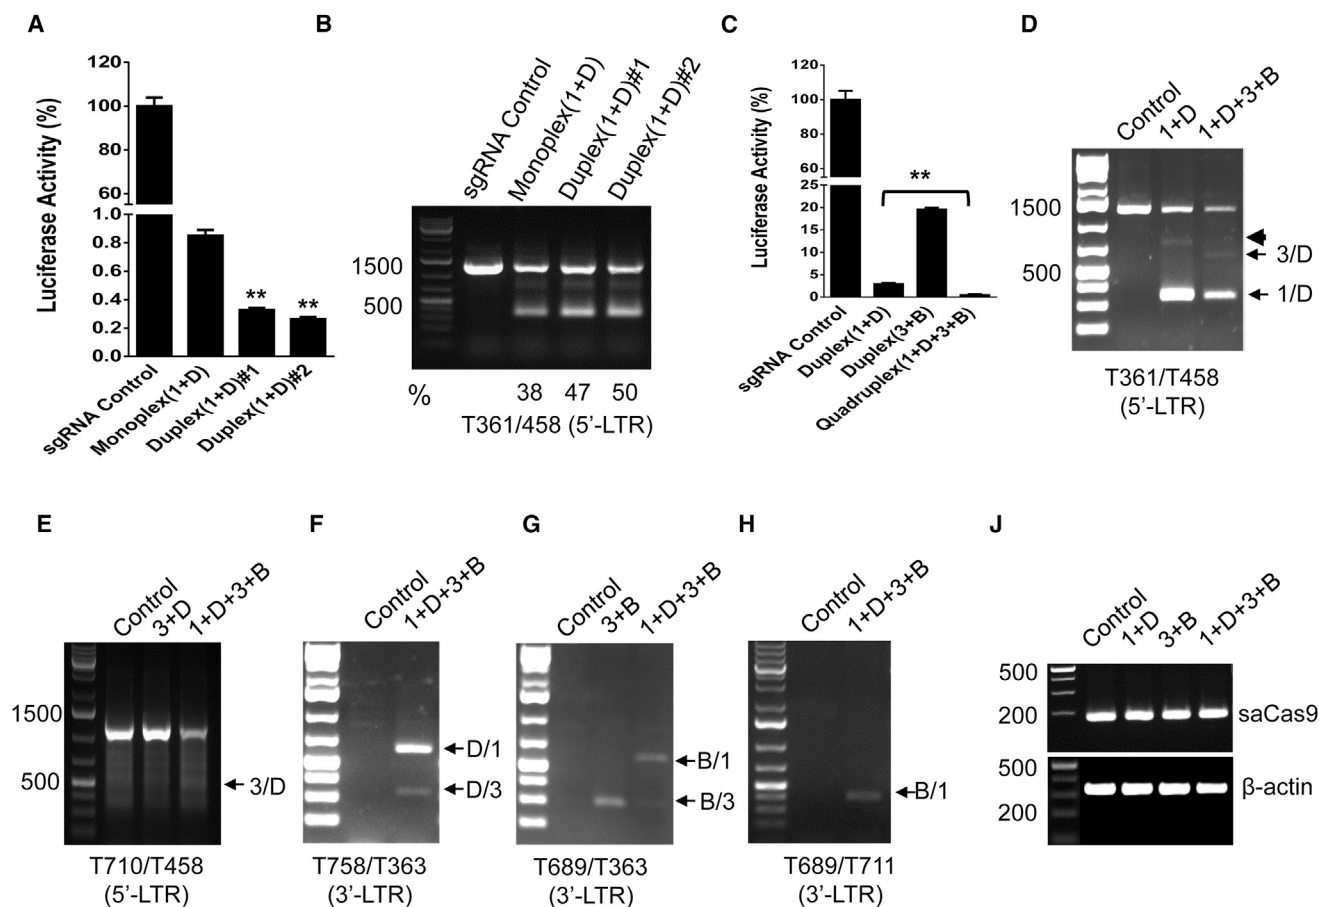 A
Luciferase Activity (%)
120
100
80
60
1.0
0.8
0.6
0.4
0.2
0.0
**
**
sgRNA Control
Monoplex(1+D)
Duplex(1+D)#1
Duplex(1+D)#2
B
sgRNA Control
Monoplex(1+D)
Duplex(1+D)#1
Duplex(1+D)#2
1500
500
% 38 47 50
T361/458 (5'-LTR)
C
Luciferase Activity (%)
120
100
80
60
25
20
15
10
5
0
**
sgRNA Control
Duplex(1+D)
Duplex(3+B)
Quadruplex(1+D+3+B)
D
Control
1+D
1+D+3+B
1500
500
3/D
1/D
T361/T458
(5'-LTR)
E
Control
3+D
1+D+3+B
1500
500
3/D
T710/T458
(5'-LTR)
F
Control
1+D+3+B
D/1
D/3
T758/T363
(3'-LTR)
G
Control
3+B
1+D+3+B
B/1
B/3
T689/T363
(3'-LTR)
H
Control
1+D+3+B
B/1
T689/T711
(3'-LTR)
J
Control
1+D
3+B
1+D+3+B
500
200
saCas9
500
200
β-actin